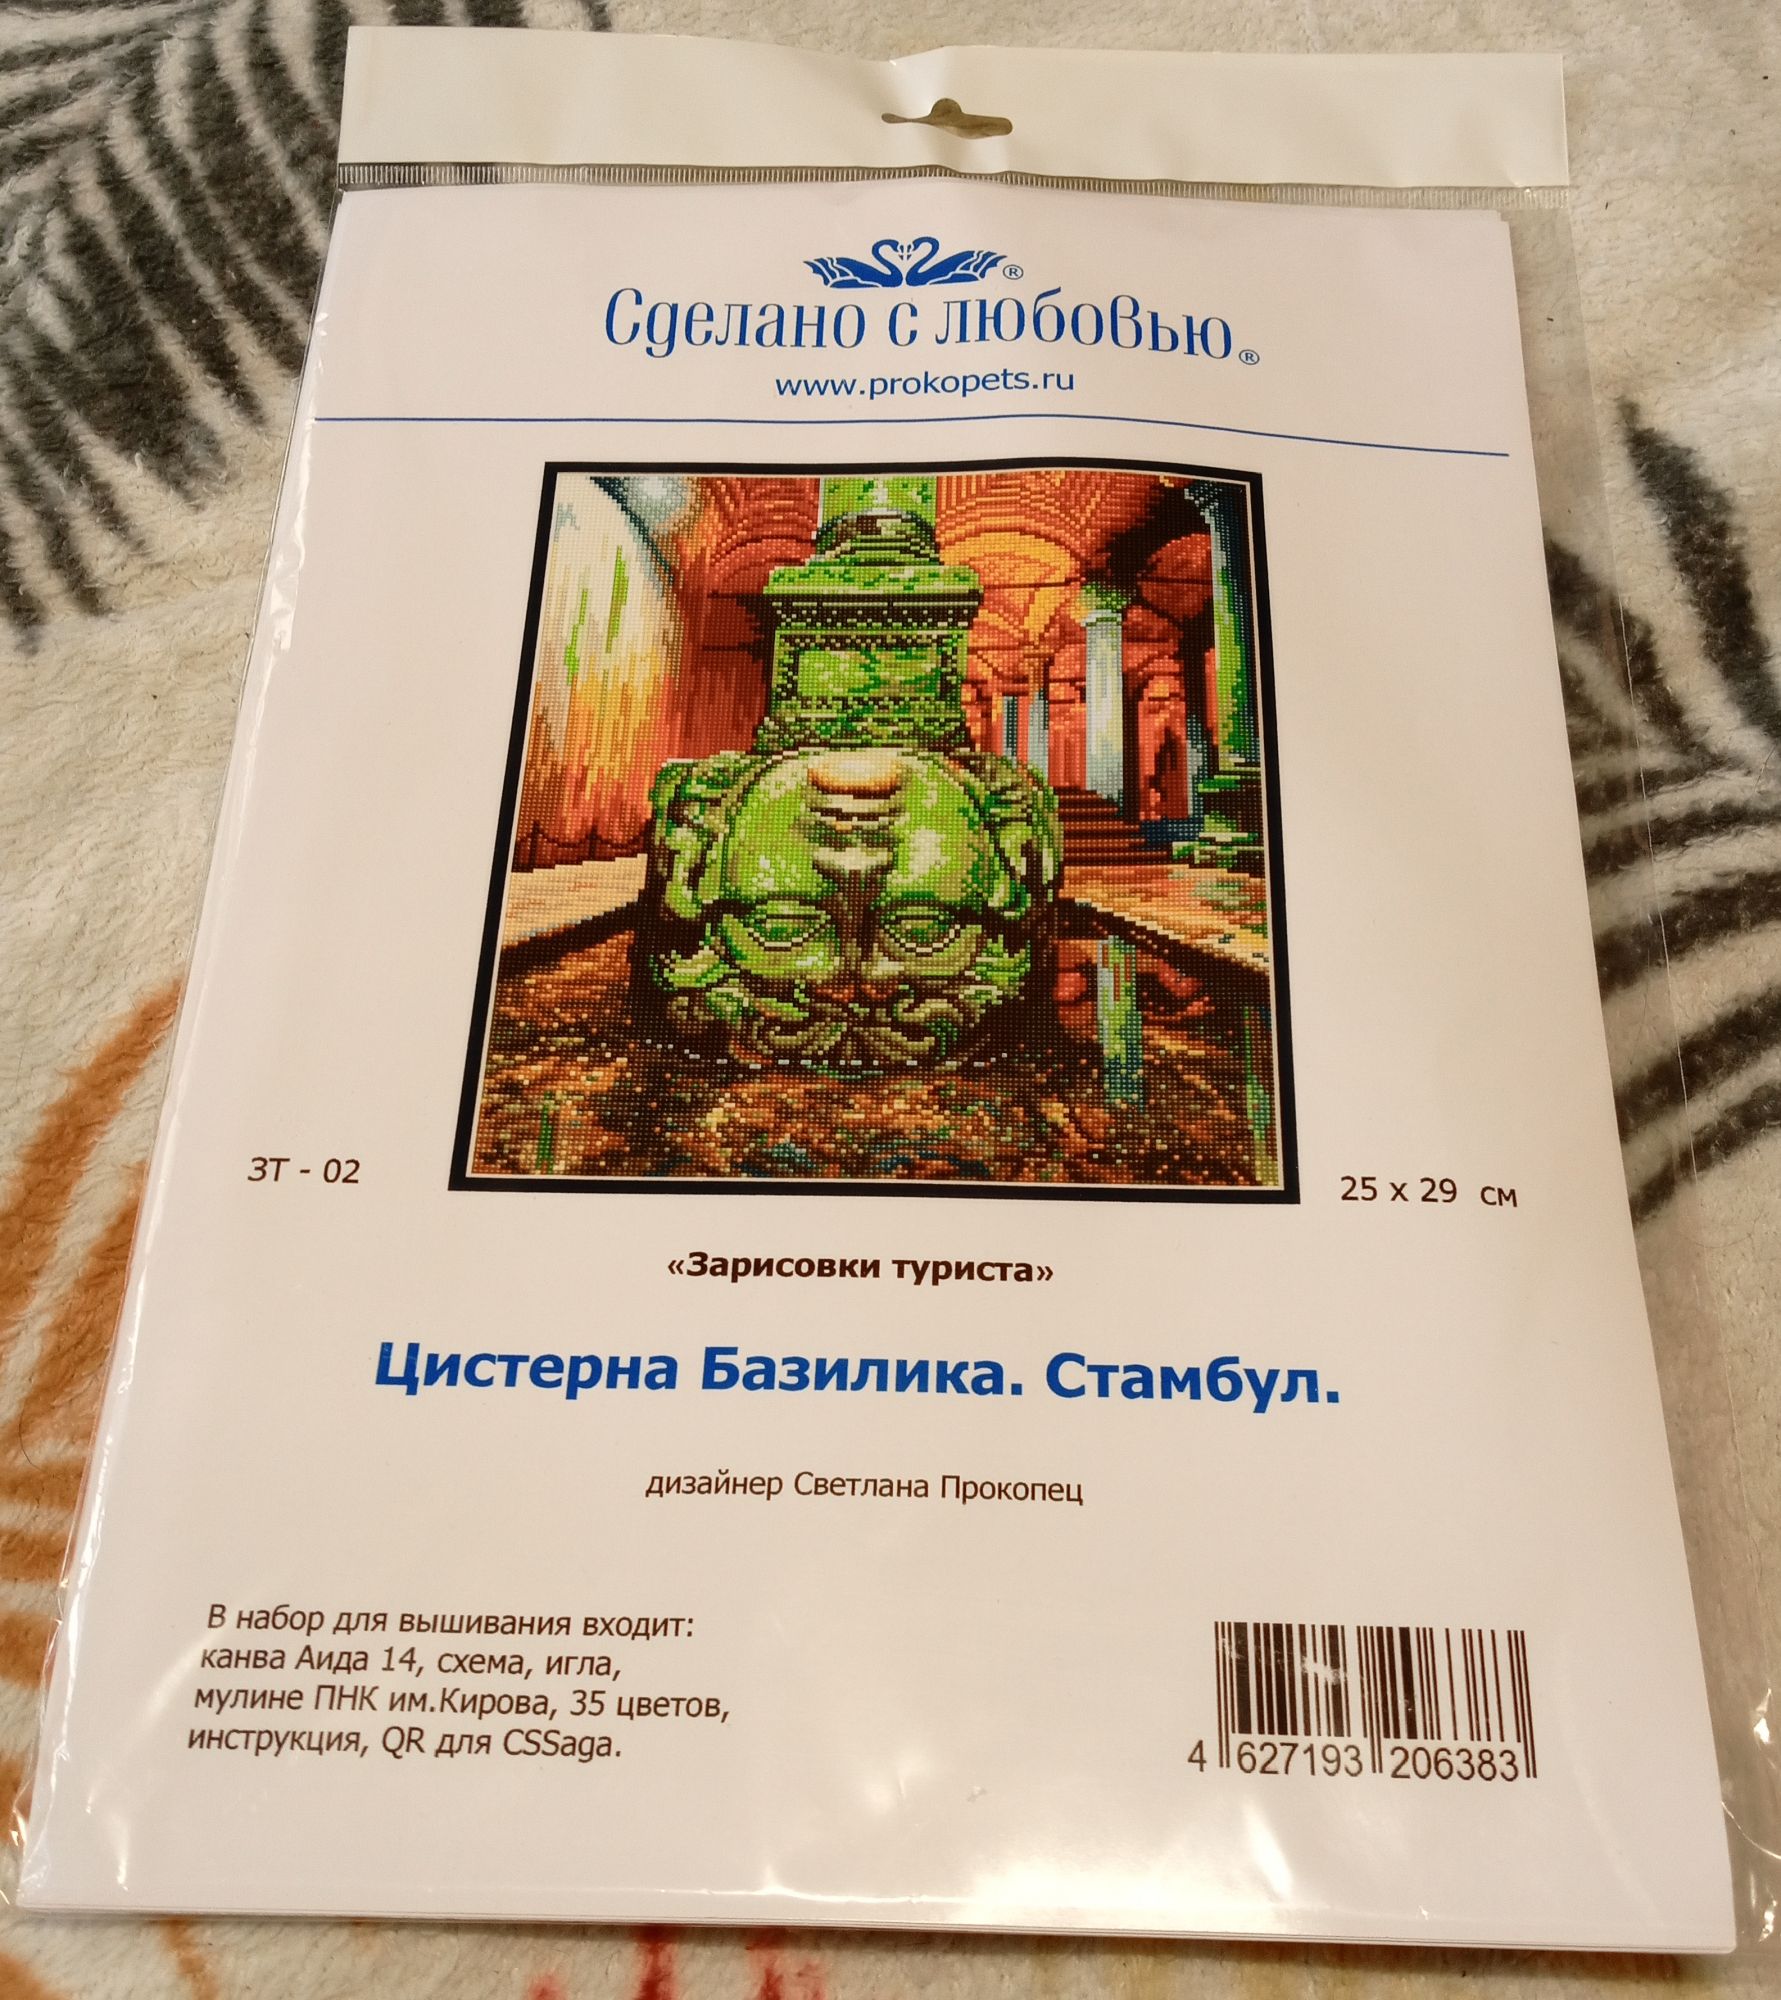 ®
Сделано с любовью®
www.prokopets.ru
ЗТ - 02
25 х 29 см
«Зарисовки туриста»
Цистерна Базилика. Стамбул.
дизайнер Светлана Прокопец
В набор для вышивания входит:
канва Аида 14, схема, игла,
мулине ПНК им.Кирова, 35 цветов,
инструкция, QR для CSSaga.
4 627193 206383